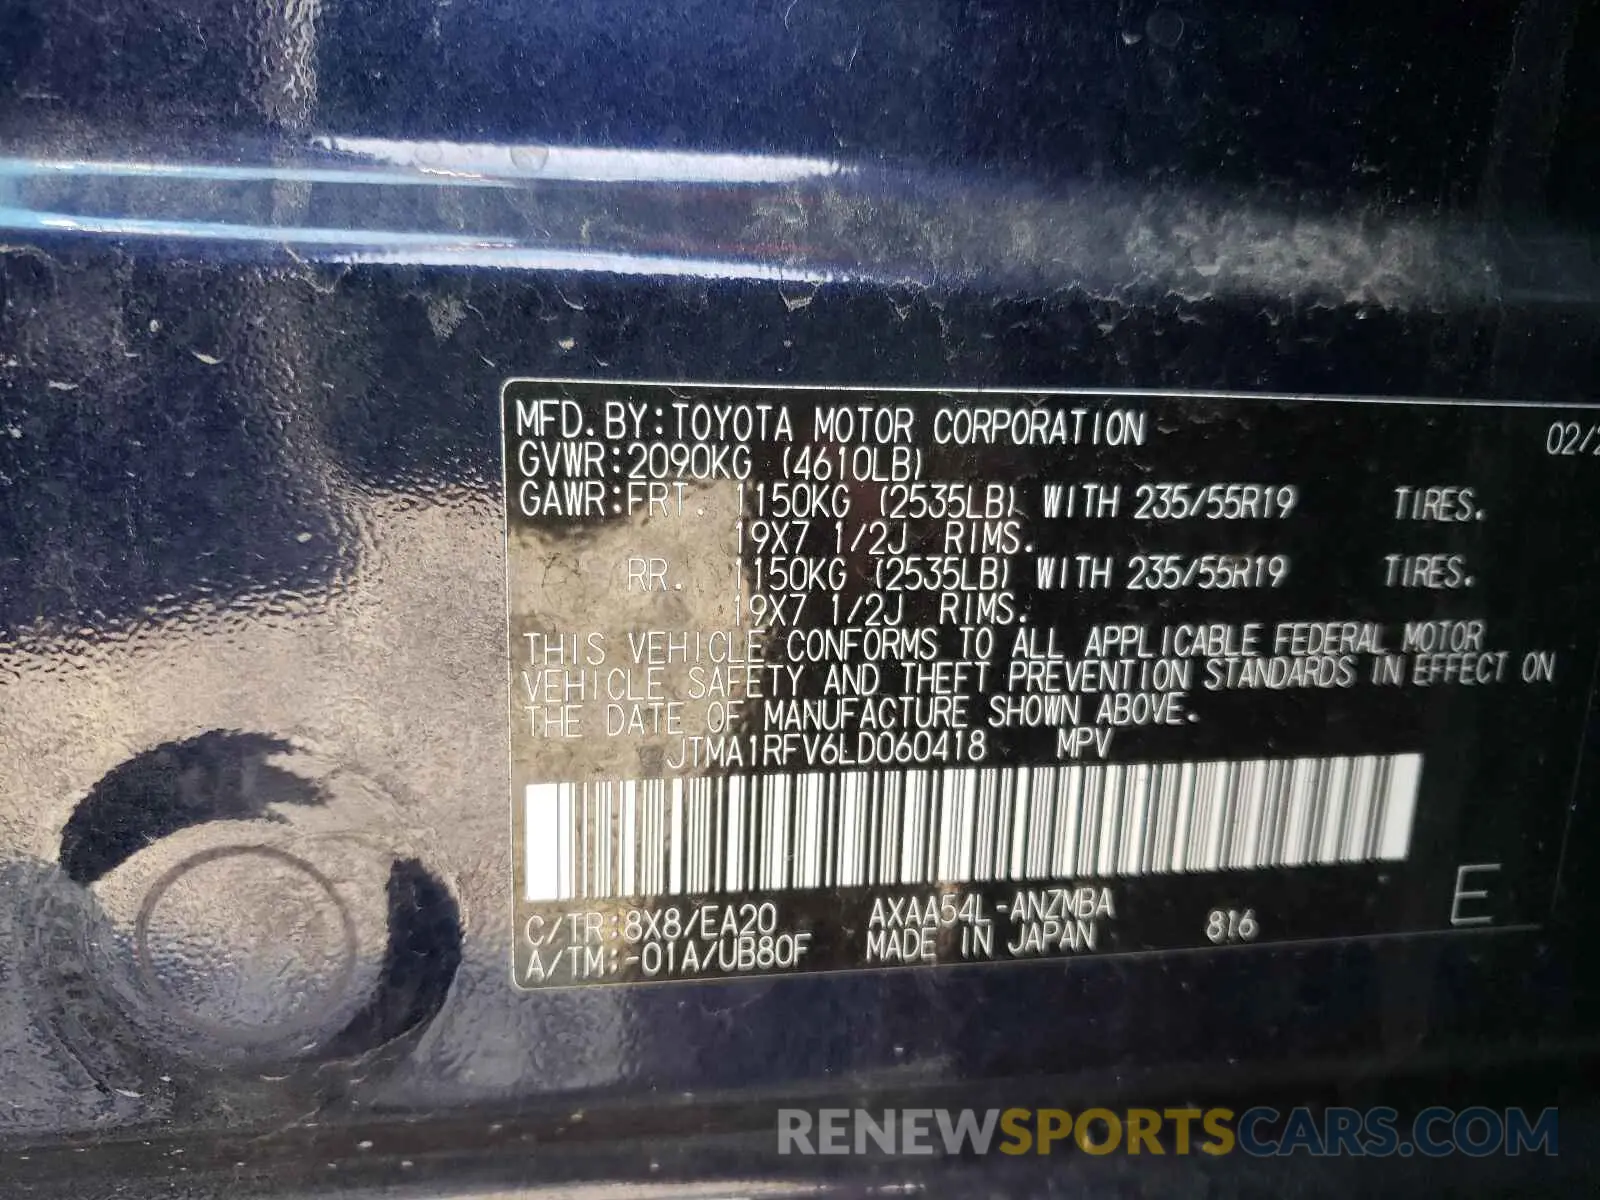 MFD.BY:TOYOTA MOTOR CORPORATION 02/2
GVWR:2090KG (4610LB)
GAWR:FRT. 1150KG (2535LB) WITH 235/55R19 TIRES.
19X7 1/2J RIMS.
RR. 1150KG (2535LB) WITH 235/55R19 TIRES.
19X7 1/2J RIMS.
THIS VEHICLE CONFORMS TO ALL APPLICABLE FEDERAL MOTOR
VEHICLE SAFETY AND THEFT PREVENTION STANDARDS IN EFFECT ON
THE DATE OF MANUFACTURE SHOWN ABOVE.
JTMA1RFV6LD060418 MPV
C/TR:8X8/EA20 AXAA54L-ANZMBA 816 E
A/TM:-01A/UB80F MADE IN JAPAN
RENEWSPORTSCARS.COM